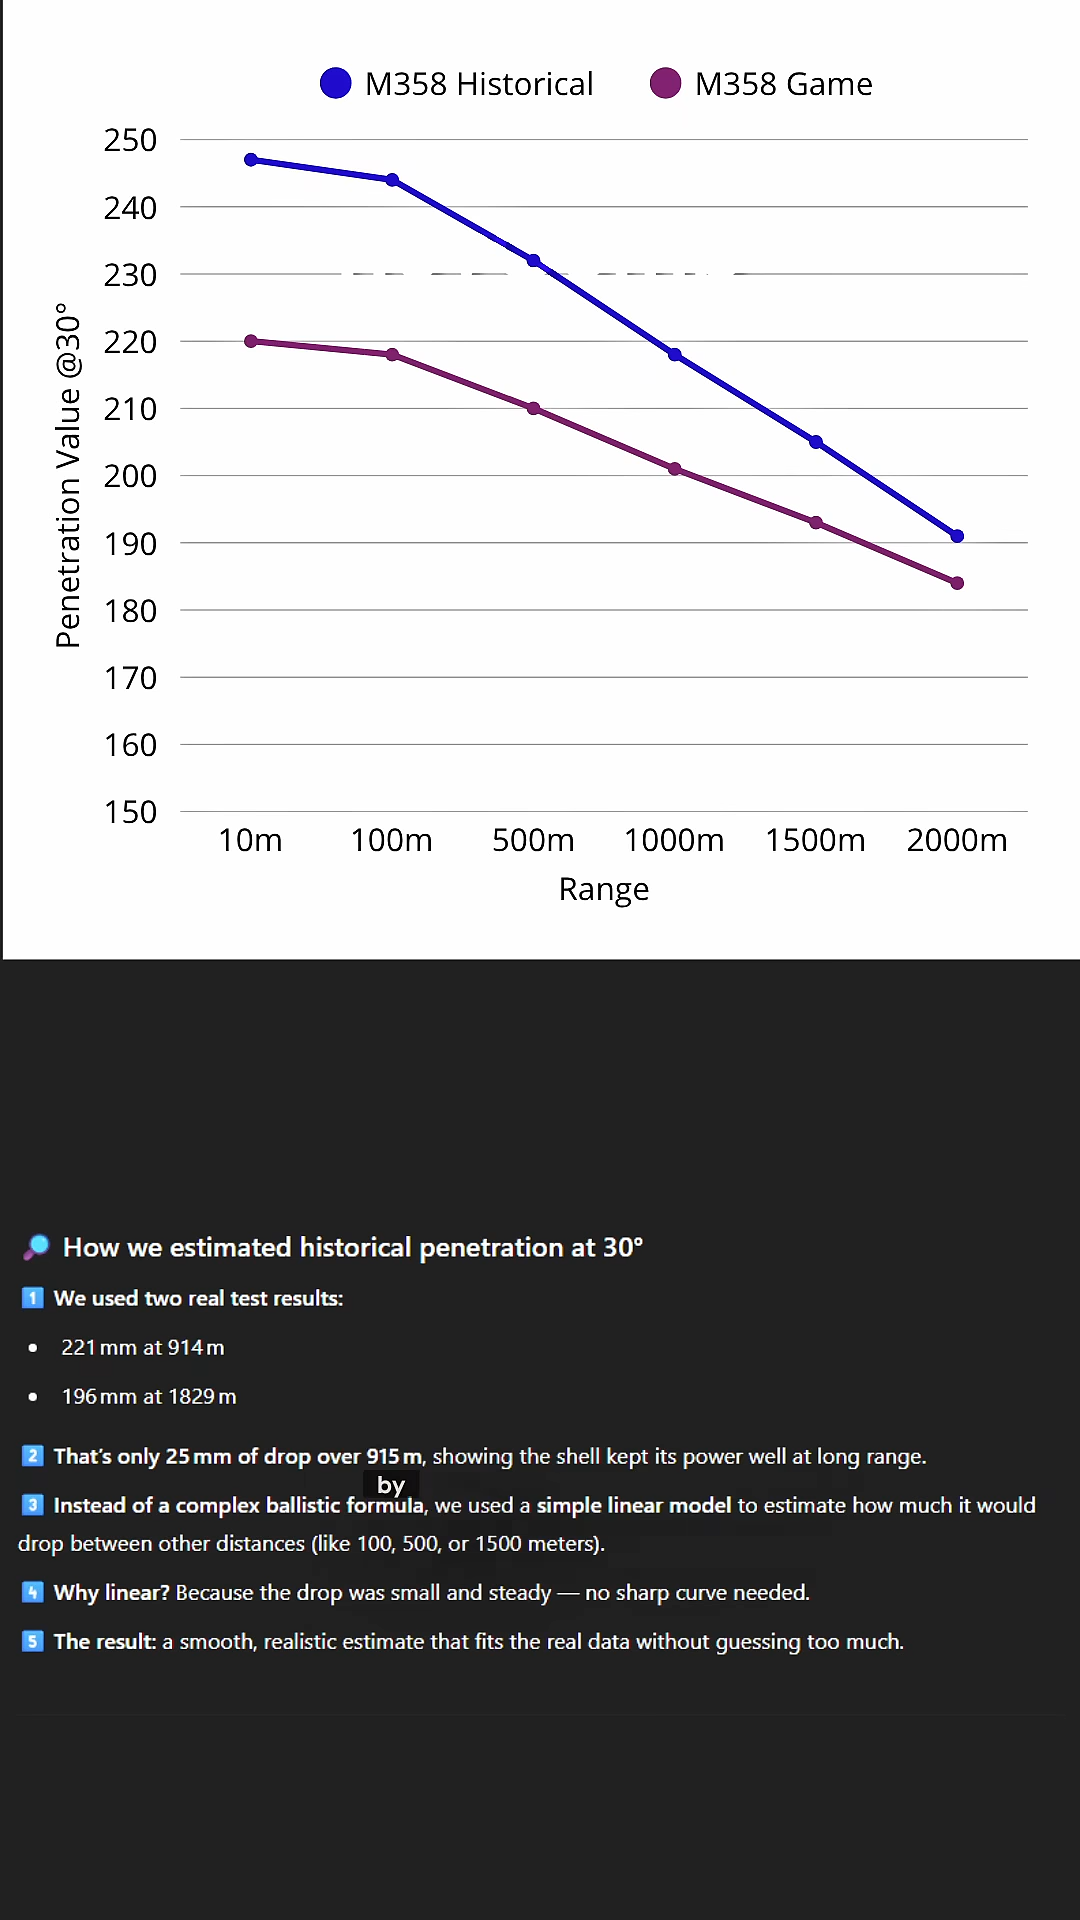 M358 Historical M358 Game
250
240
230
220
210
200
190
180
170
160
150
Penetration Value @30°
10m 100m 500m 1000m 1500m 2000m
Range
How we estimated historical penetration at 30°
1 We used two real test results:
• 221 mm at 914 m
• 196 mm at 1829 m
2 That's only 25 mm of drop over 915 m, showing the shell kept its power well at long range.
by
3 Instead of a complex ballistic formula, we used a simple linear model to estimate how much it would
drop between other distances (like 100, 500, or 1500 meters).
4 Why linear? Because the drop was small and steady — no sharp curve needed.
5 The result: a smooth, realistic estimate that fits the real data without guessing too much.